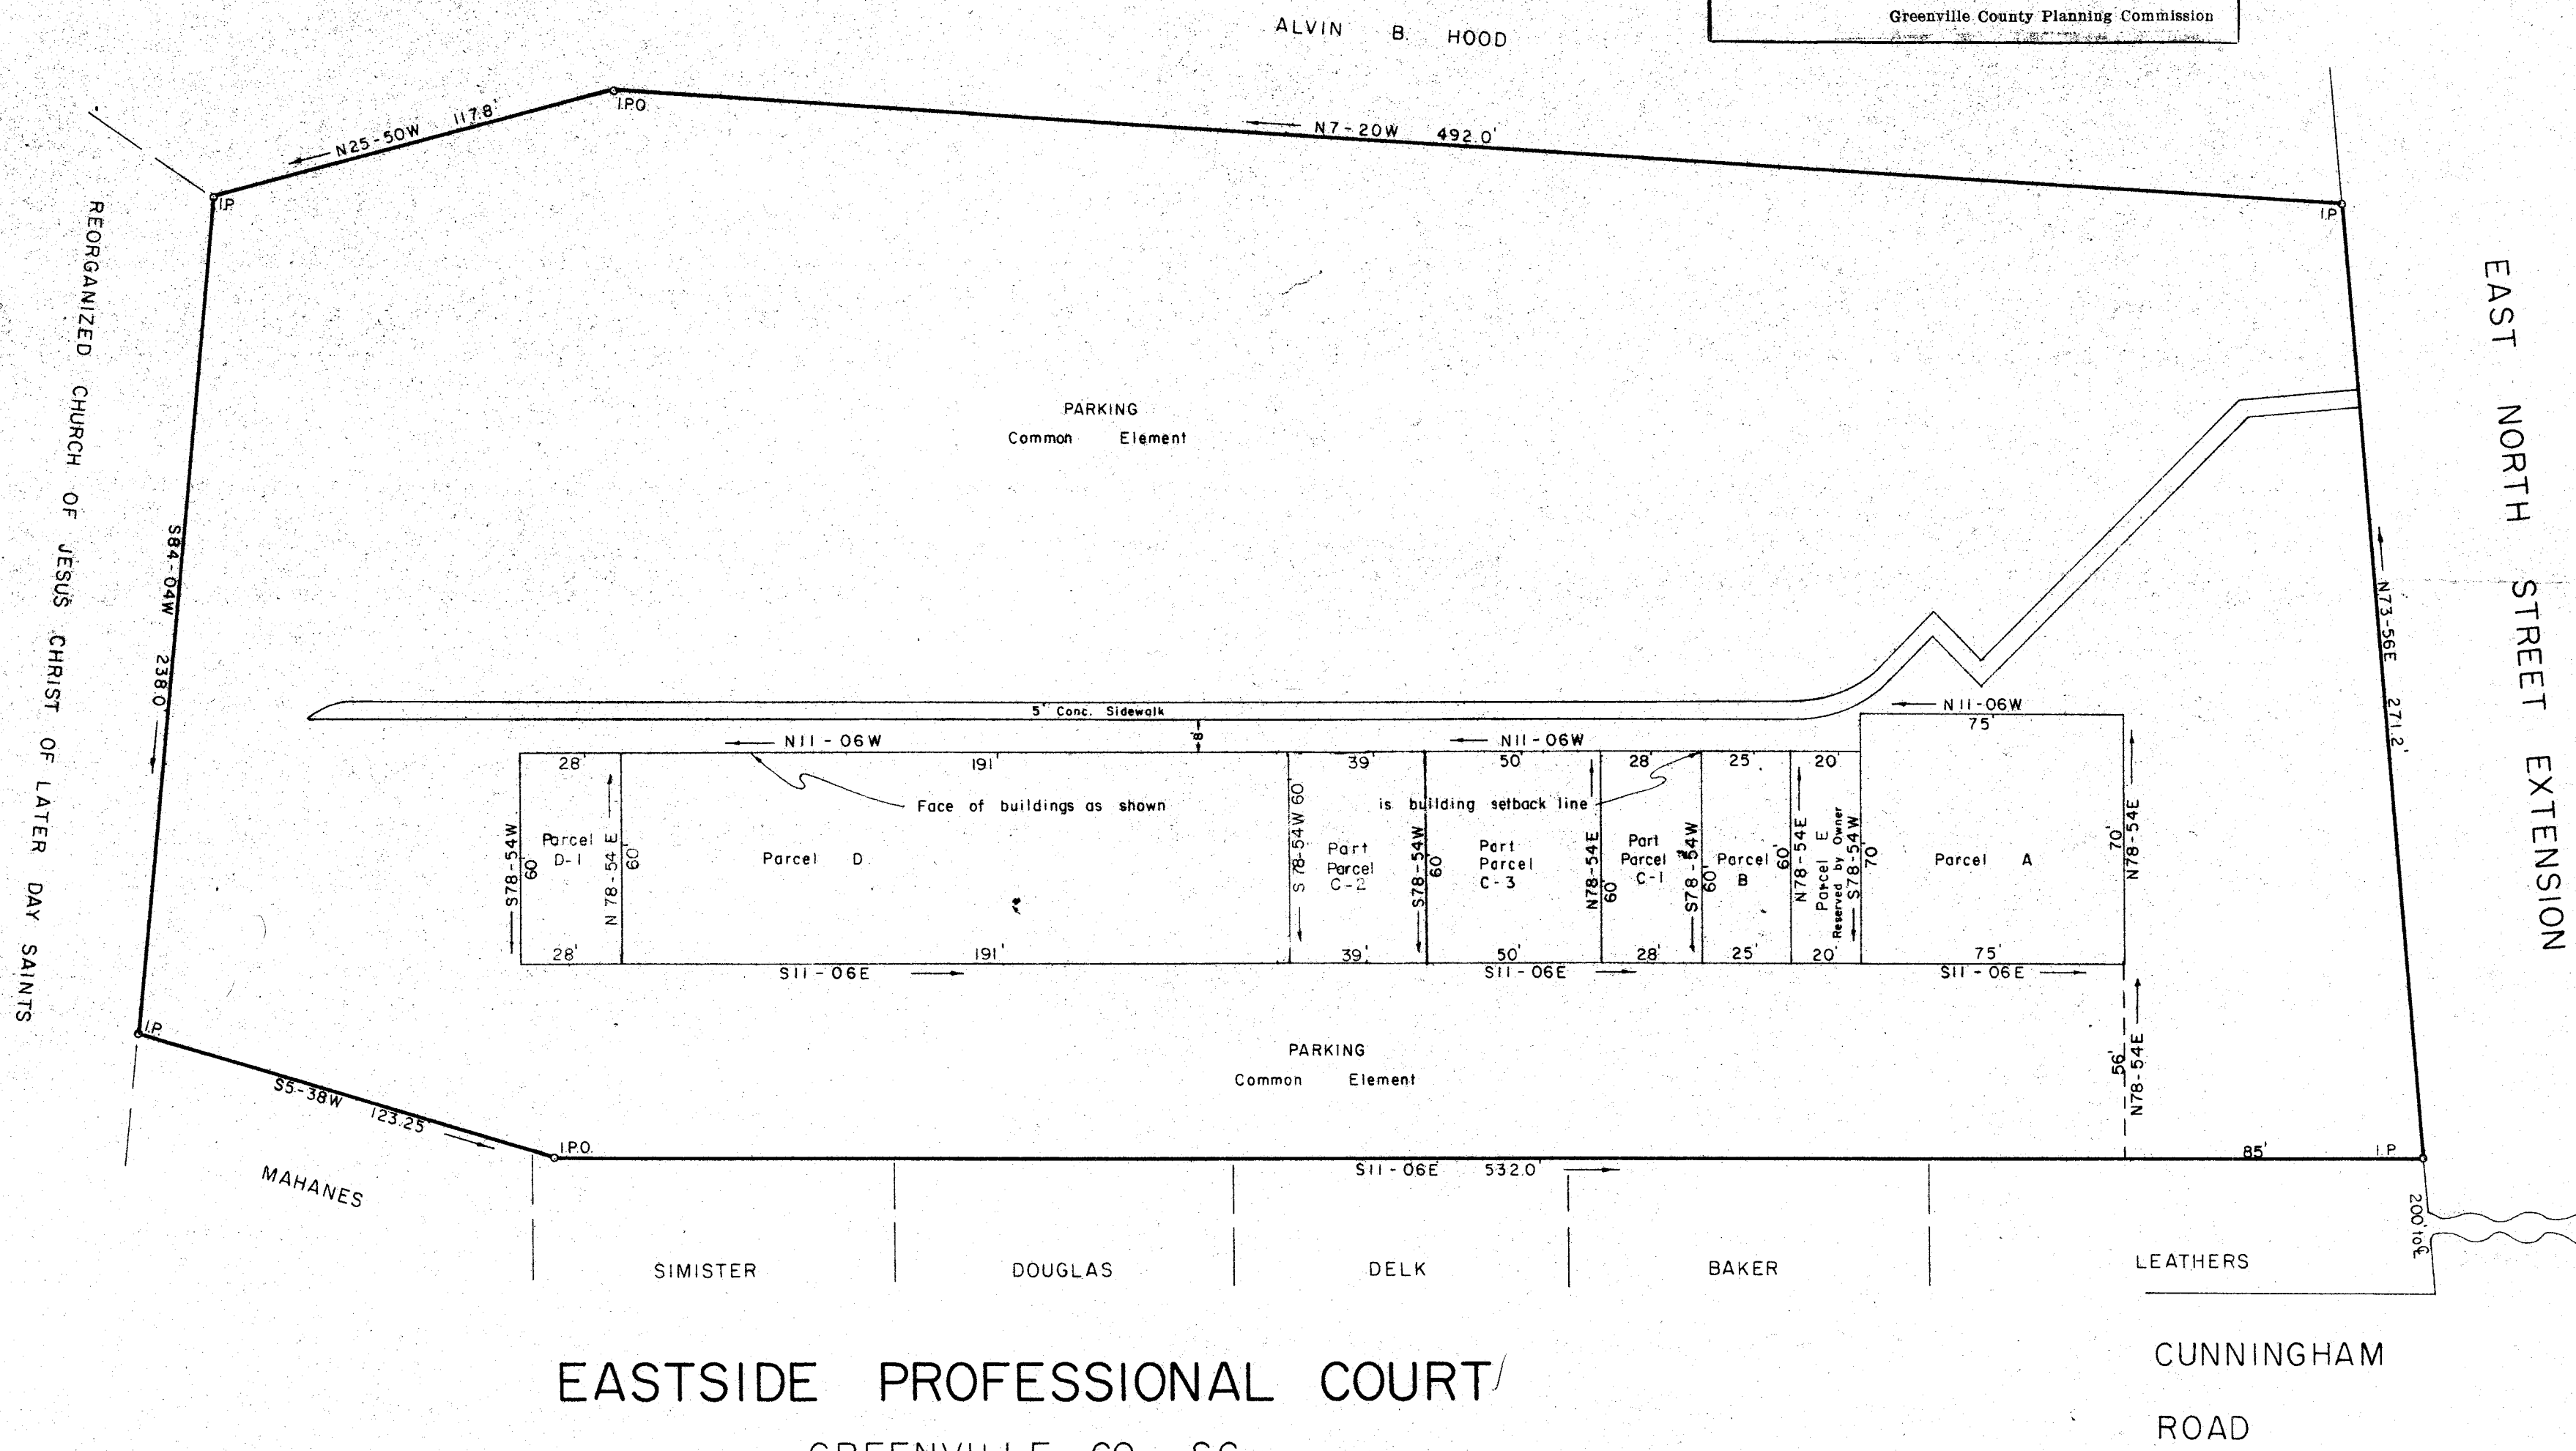 Greenville County Planning Commission
ALVIN B. HOOD
I.P.O.
117.8'
N25-50W
N7-20W 492.0'
I.P.
I.P.
REORGANIZED CHURCH OF JESUS CHRIST OF LATER DAY SAINTS
EAST NORTH STREET EXTENSION
PARKING
Common Element
S84-04W 238.0'
N73-56E 271.2'
5' Conc. Sidewalk
N11-06W
75'
N11-06W
8'
N11-06W
28'
191'
39'
50'
28'
25'
20'
Face of buildings as shown
is building setback line
S78-54W
60'
Parcel
D-1
N78-54E
60'
Parcel D.
S78-54W 60'
Part
Parcel
C-2
S78-54W
60'
Part
Parcel
C-3
N78-54E
60'
Part
Parcel
C-1
S78-54W
60'
Parcel
B
60'
N78-54E
Parcel E
Reserved by Owner
S78-54W
70'
Parcel A
70'
N78-54E
28'
191'
39'
50'
28'
25'
20'
75'
S11-06E
S11-06E
S11-06E
I.P.
S5-38W 123.25'
I.P.O.
PARKING
Common Element
56'
N78-54E
S11-06E 532.0'
85'
I.P.
200' to ℄
MAHANES
SIMISTER
DOUGLAS
DELK
BAKER
LEATHERS
EASTSIDE PROFESSIONAL COURT
CUNNINGHAM
ROAD
GREENVILLE CO. SC